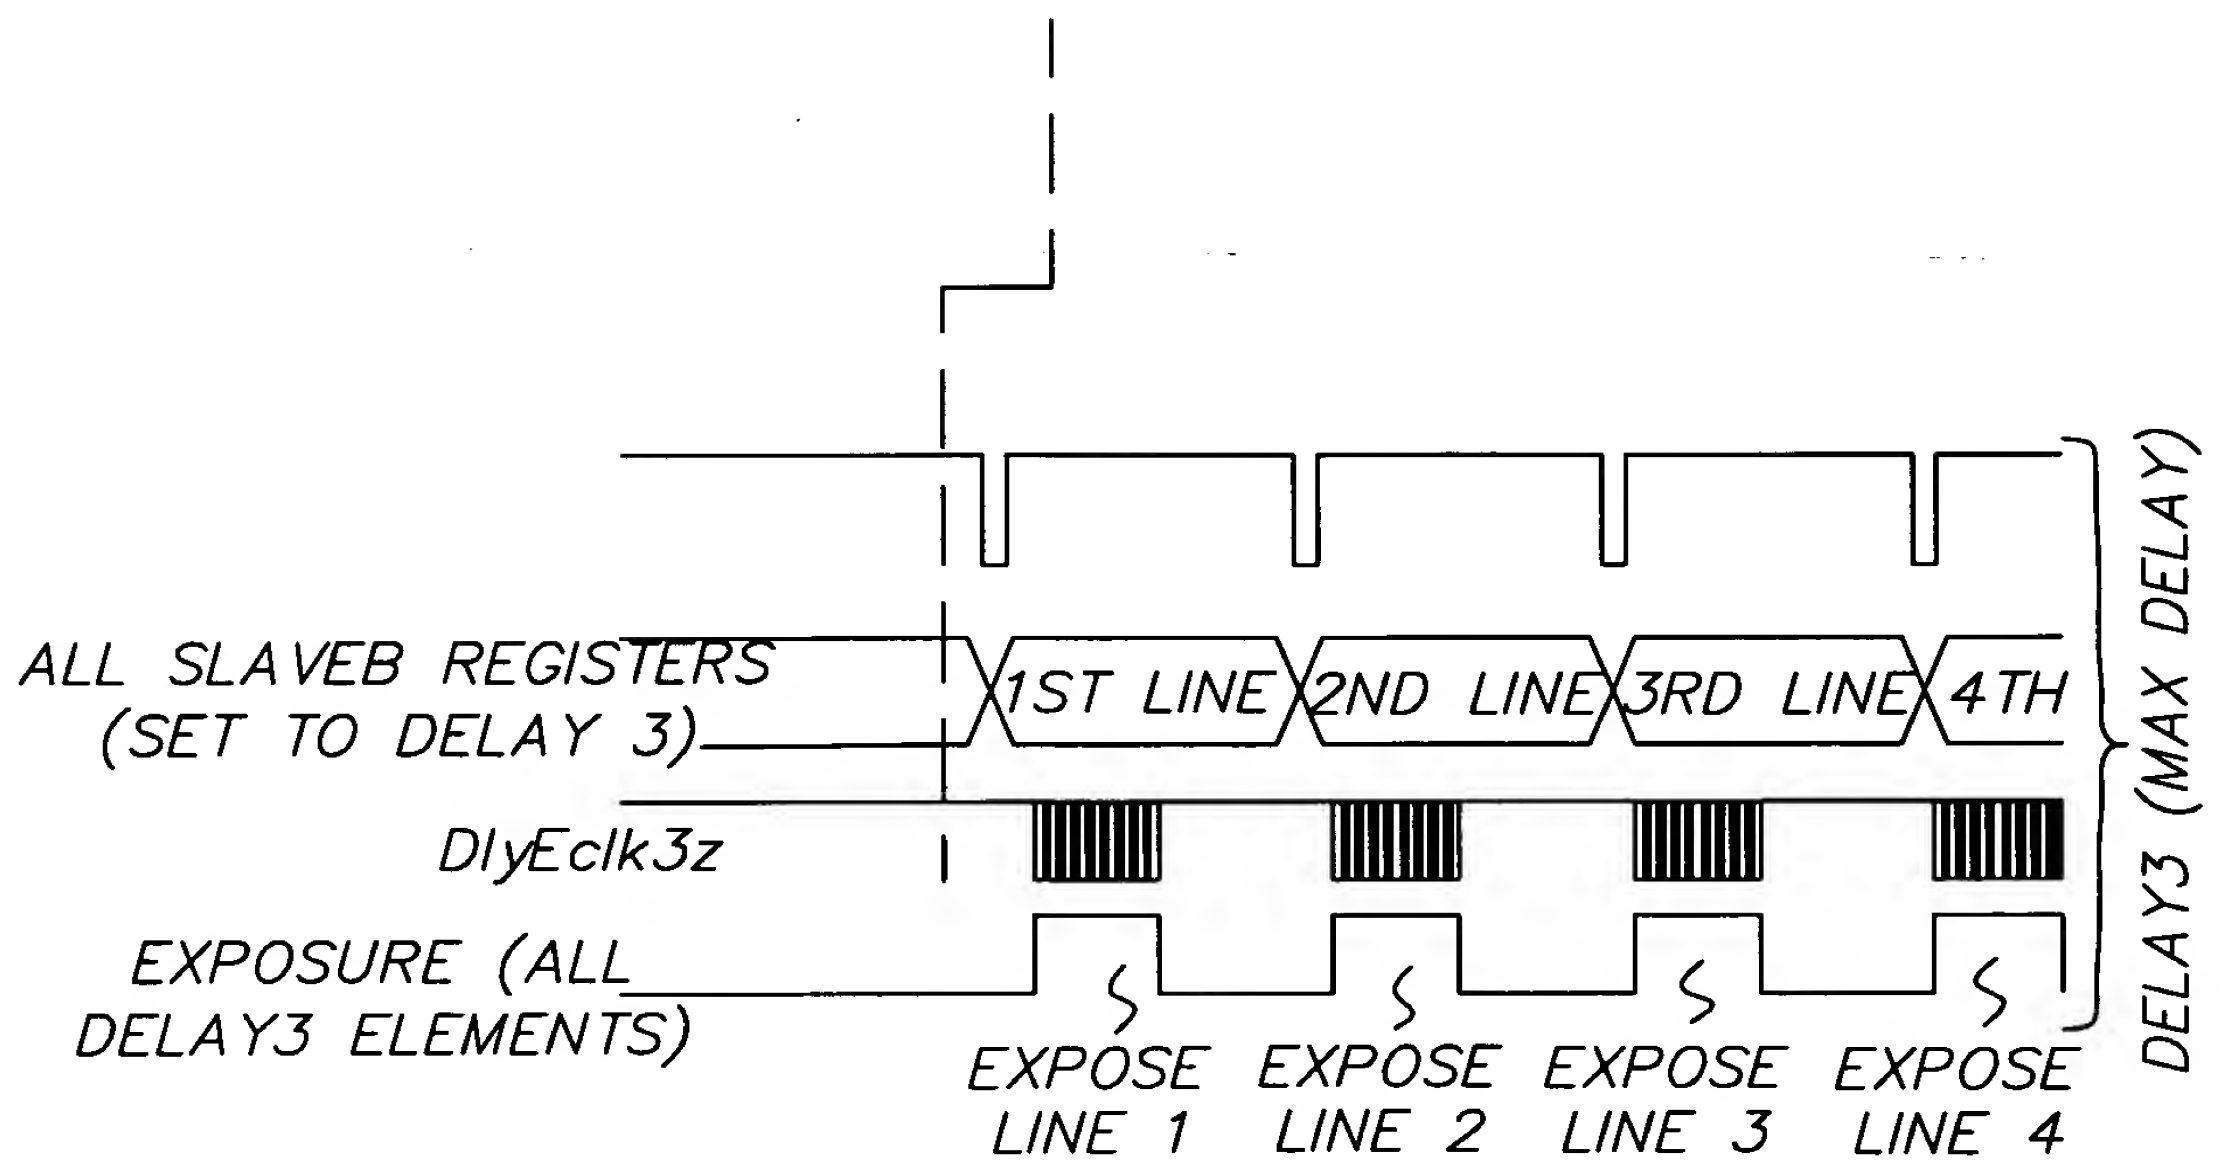 ALL SLAVEB REGISTERS
(SET TO DELAY 3)
1ST LINE
2ND LINE
3RD LINE
4TH
DlyEclk3z
EXPOSURE (ALL
DELAY3 ELEMENTS)
EXPOSE
LINE 1
EXPOSE
LINE 2
EXPOSE
LINE 3
EXPOSE
LINE 4
DELAY3 (MAX DELAY)